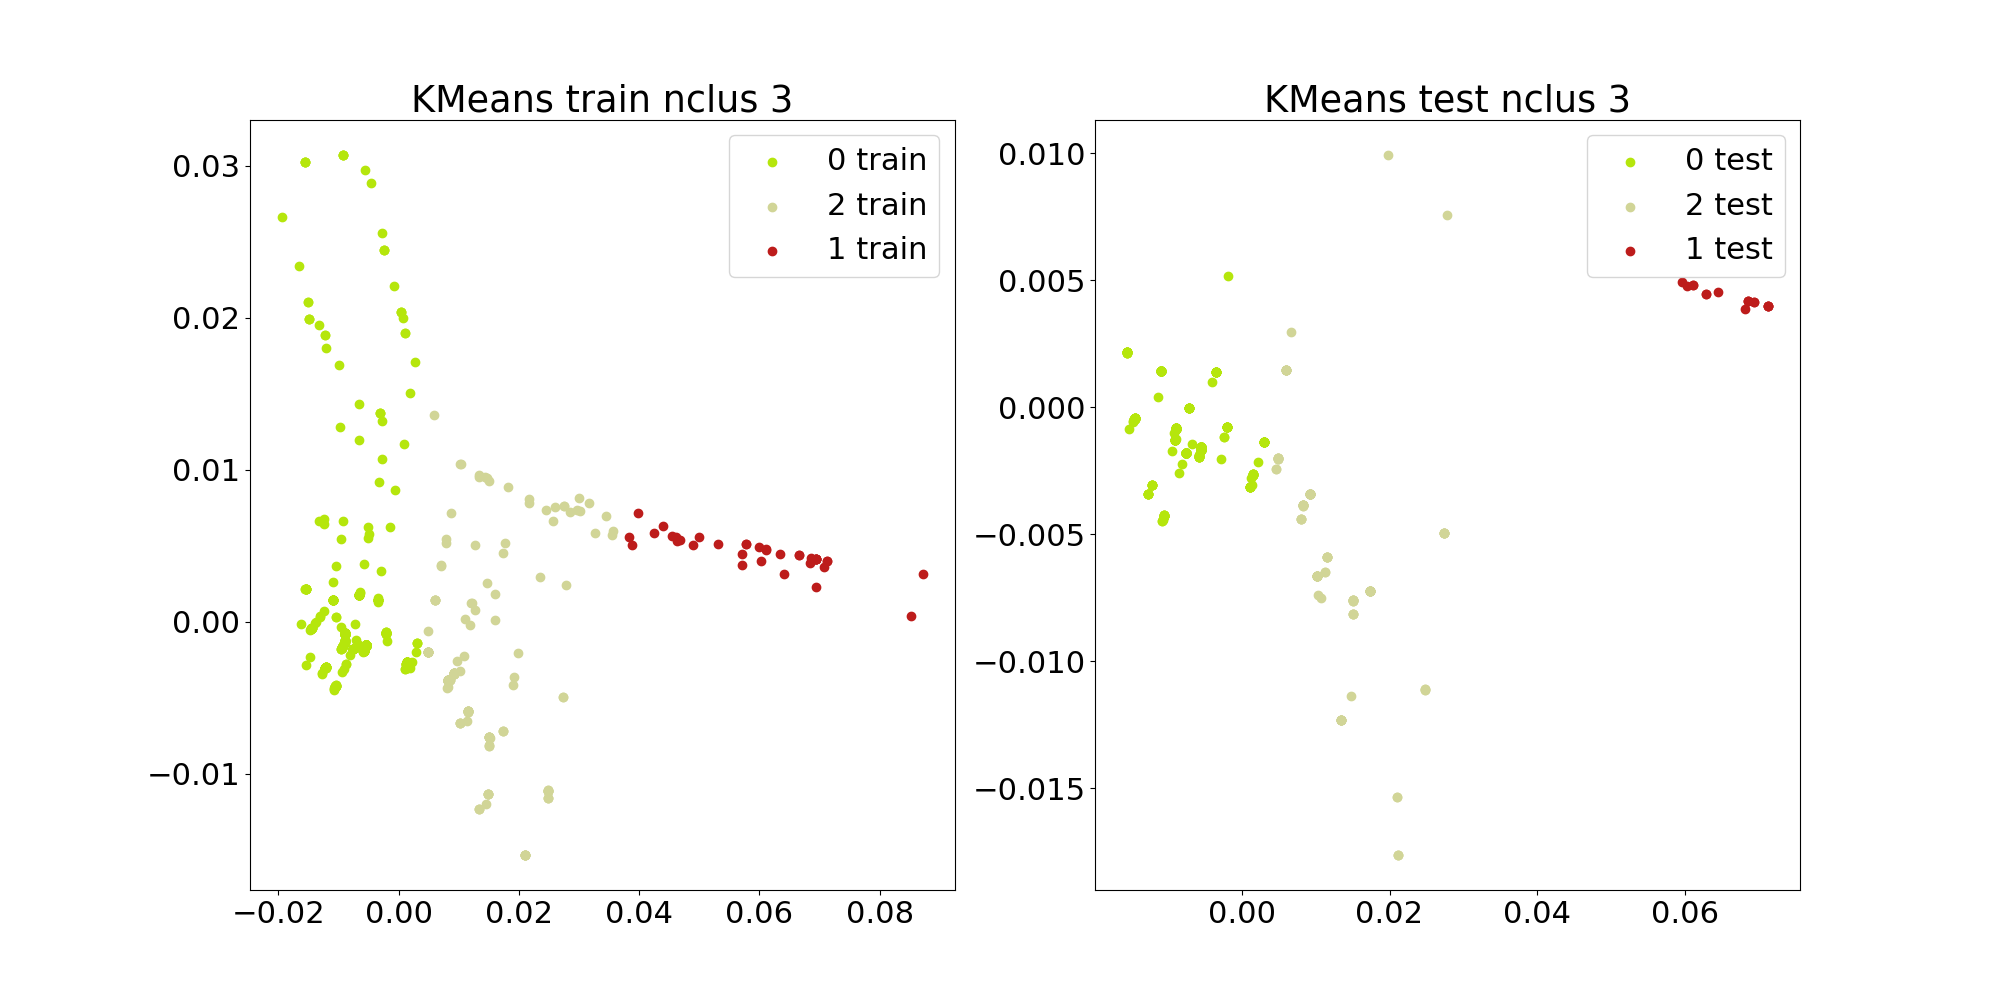 KMeans train nclus 3
0 train
2 train
1 train
0.03
0.02
0.01
0.00
−0.01
−0.02 0.00 0.02 0.04 0.06 0.08
KMeans test nclus 3
0 test
2 test
1 test
0.010
0.005
0.000
−0.005
−0.010
−0.015
0.00 0.02 0.04 0.06